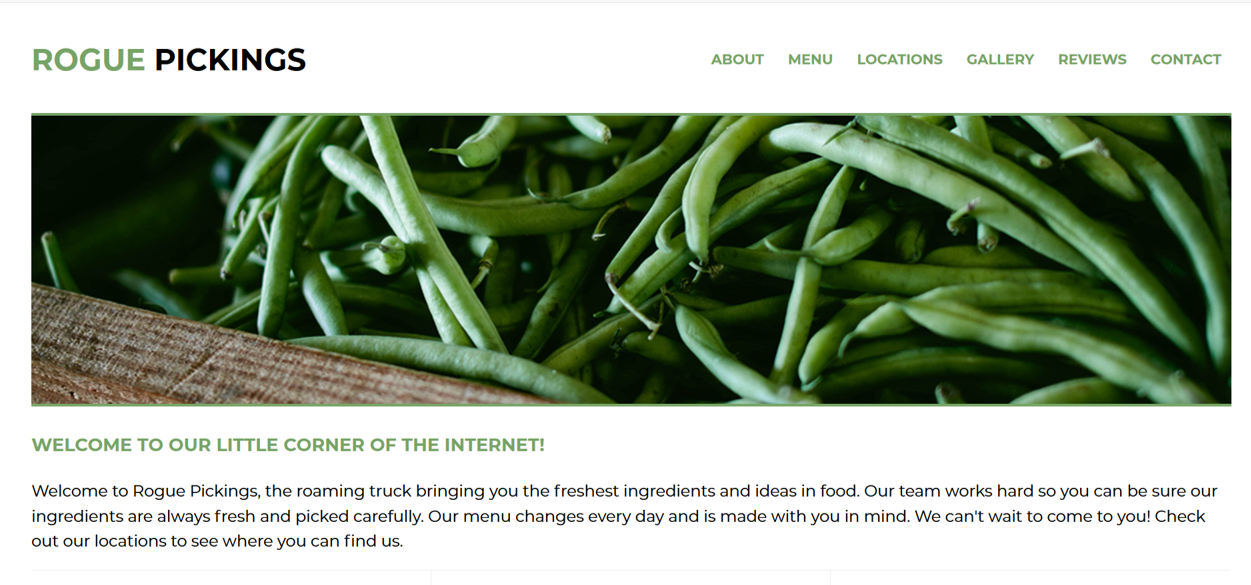 ROGUE PICKINGS
ABOUT MENU LOCATIONS GALLERY REVIEWS CONTACT
WELCOME TO OUR LITTLE CORNER OF THE INTERNET!
Welcome to Rogue Pickings, the roaming truck bringing you the freshest ingredients and ideas in food. Our team works hard so you can be sure our
ingredients are always fresh and picked carefully. Our menu changes every day and is made with you in mind. We can't wait to come to you! Check
out our locations to see where you can find us.